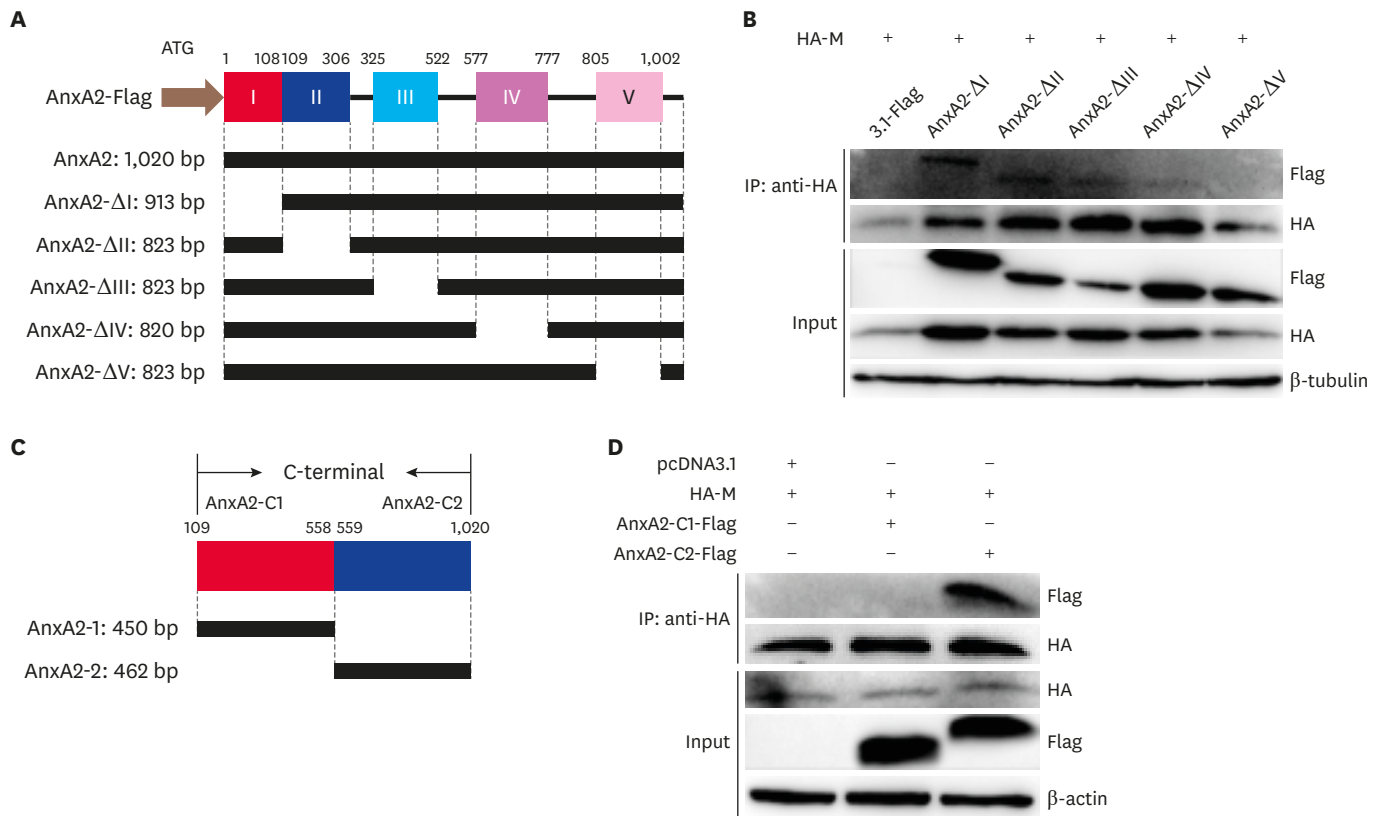 A
ATG
1 108 109 306 325 522 577 777 805 1,002
AnxA2-Flag I II III IV V
AnxA2: 1,020 bp
AnxA2-ΔI: 913 bp
AnxA2-ΔII: 823 bp
AnxA2-ΔIII: 823 bp
AnxA2-ΔIV: 820 bp
AnxA2-ΔV: 823 bp
B
HA-M + + + + + +
3.1-Flag AnxA2-ΔI AnxA2-ΔII AnxA2-ΔIII AnxA2-ΔIV AnxA2-ΔV
IP: anti-HA
Flag
HA
Input
Flag
HA
β-tubulin
C
C-terminal
AnxA2-C1 AnxA2-C2
109 558 559 1,020
AnxA2-1: 450 bp
AnxA2-2: 462 bp
D
pcDNA3.1 + – –
HA-M + + +
AnxA2-C1-Flag – + –
AnxA2-C2-Flag – – +
IP: anti-HA
Flag
HA
Input
HA
Flag
β-actin